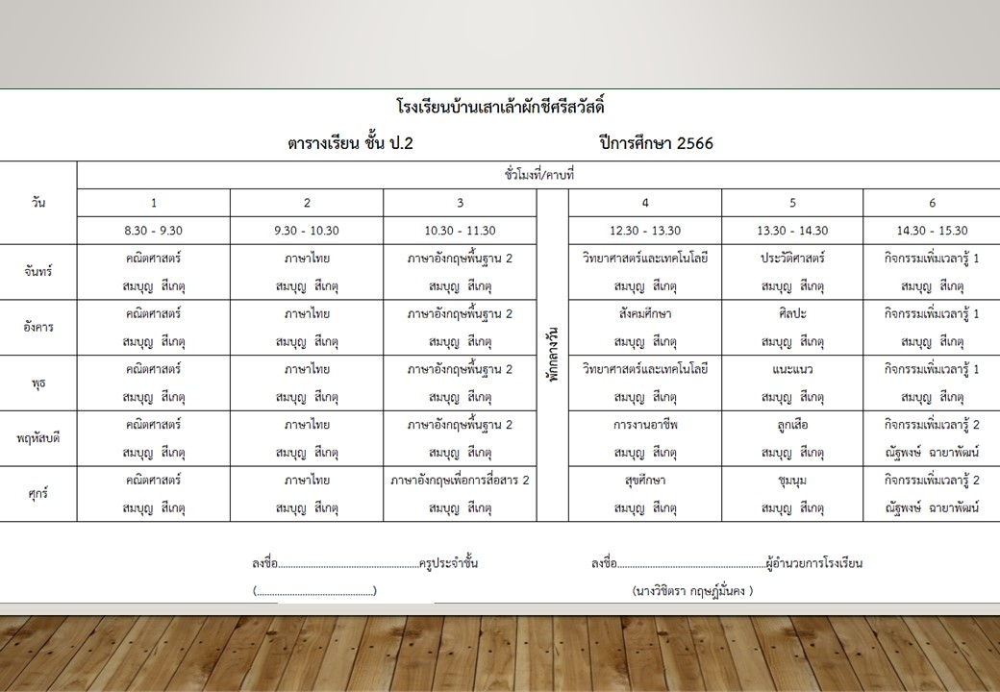 โรงเรียนบ้านเสาเล้าผักชีศรีสวัสดิ์
ตารางเรียน ชั้น ป.2 ปีการศึกษา 2566
วัน ชั่วโมงที่/คาบที่
1 2 3 พักกลางวัน 4 5 6
8.30 - 9.30 9.30 - 10.30 10.30 - 11.30 12.30 - 13.30 13.30 - 14.30 14.30 - 15.30
จันทร์ คณิตศาสตร์ ภาษาไทย ภาษาอังกฤษพื้นฐาน 2 วิทยาศาสตร์และเทคโนโลยี ประวัติศาสตร์ กิจกรรมเพิ่มเวลารู้ 1
สมบุญ สีเกตุ สมบุญ สีเกตุ สมบุญ สีเกตุ สมบุญ สีเกตุ สมบุญ สีเกตุ สมบุญ สีเกตุ
อังคาร คณิตศาสตร์ ภาษาไทย ภาษาอังกฤษพื้นฐาน 2 สังคมศึกษา ศิลปะ กิจกรรมเพิ่มเวลารู้ 1
สมบุญ สีเกตุ สมบุญ สีเกตุ สมบุญ สีเกตุ สมบุญ สีเกตุ สมบุญ สีเกตุ สมบุญ สีเกตุ
พุธ คณิตศาสตร์ ภาษาไทย ภาษาอังกฤษพื้นฐาน 2 วิทยาศาสตร์และเทคโนโลยี แนะแนว กิจกรรมเพิ่มเวลารู้ 1
สมบุญ สีเกตุ สมบุญ สีเกตุ สมบุญ สีเกตุ สมบุญ สีเกตุ สมบุญ สีเกตุ สมบุญ สีเกตุ
พฤหัสบดี คณิตศาสตร์ ภาษาไทย ภาษาอังกฤษพื้นฐาน 2 การงานอาชีพ ลูกเสือ กิจกรรมเพิ่มเวลารู้ 2
สมบุญ สีเกตุ สมบุญ สีเกตุ สมบุญ สีเกตุ สมบุญ สีเกตุ สมบุญ สีเกตุ ณัฐพงษ์ ฉายาพัฒน์
ศุกร์ คณิตศาสตร์ ภาษาไทย ภาษาอังกฤษเพื่อการสื่อสาร 2 สุขศึกษา ชุมนุม กิจกรรมเพิ่มเวลารู้ 2
สมบุญ สีเกตุ สมบุญ สีเกตุ สมบุญ สีเกตุ สมบุญ สีเกตุ สมบุญ สีเกตุ ณัฐพงษ์ ฉายาพัฒน์
ลงชื่อ..................................................ครูประจำชั้น ลงชื่อ.....................................................ผู้อำนวยการโรงเรียน
(..........................................) (นางวิชิตรา กฤษฎ์มั่นคง )